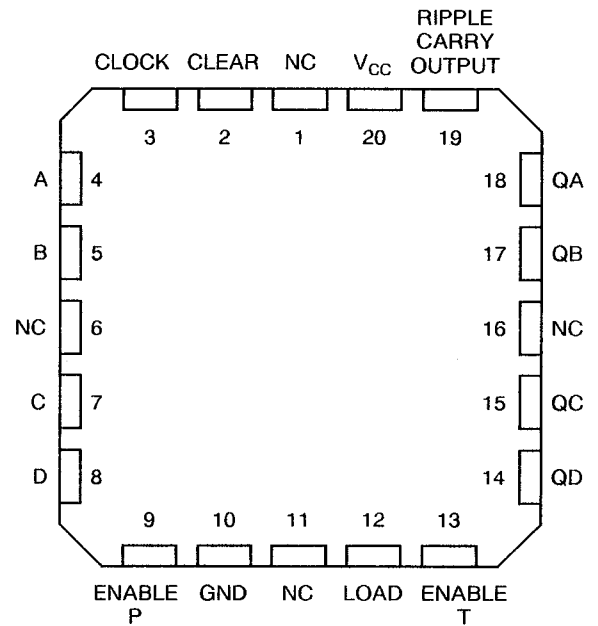 RIPPLE
CARRY
CLOCK CLEAR NC VCC OUTPUT
3 2 1 20 19
A 4 18 QA
B 5 17 QB
NC 6 16 NC
C 7 15 QC
D 8 14 QD
9 10 11 12 13
ENABLE GND NC LOAD ENABLE
P T